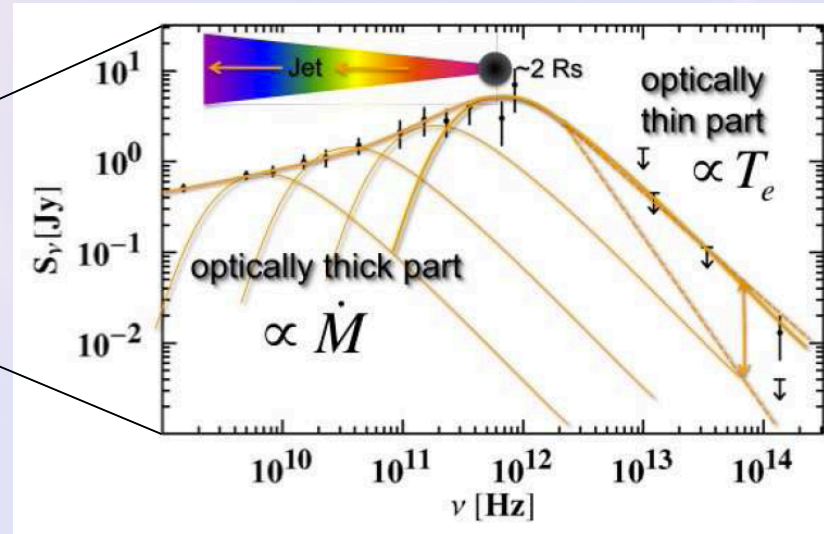 10^1
10^0
10^-1
10^-2
S_ν [Jy]
Jet
~2 Rs
optically
thin part
∝ T_e
optically thick part
∝ Ṁ
10^10 10^11 10^12 10^13 10^14
ν [Hz]